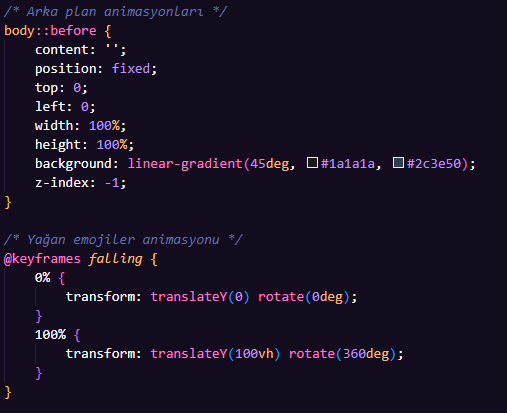 /* Arka plan animasyonları */
body::before {
    content: '';
    position: fixed;
    top: 0;
    left: 0;
    width: 100%;
    height: 100%;
    background: linear-gradient(45deg, #1a1a1a, #2c3e50);
    z-index: -1;
}

/* Yağan emojiler animasyonu */
@keyframes falling {
    0% {
        transform: translateY(0) rotate(0deg);
    }
    100% {
        transform: translateY(100vh) rotate(360deg);
    }
}